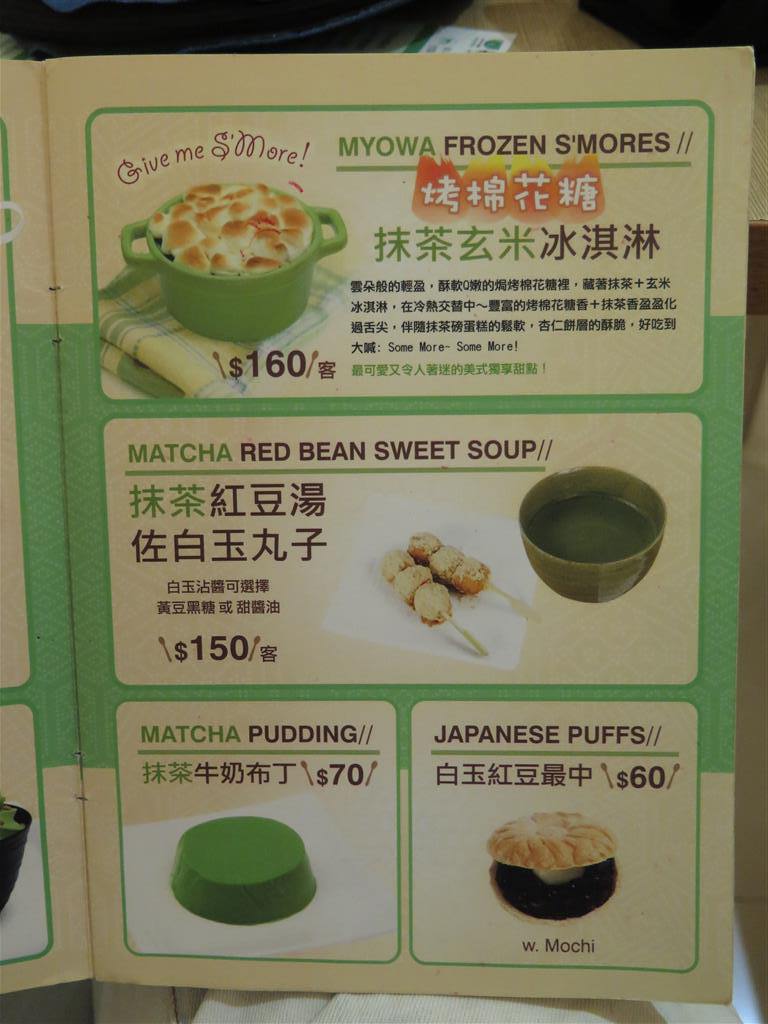 Give me S'More!
MYOWA FROZEN S'MORES //
烤棉花糖
抹茶玄米冰淇淋
雲朵般的輕盈，酥軟Q嫩的焗烤棉花糖裡，藏著抹茶＋玄米
冰淇淋，在冷熱交替中～豐富的烤棉花糖香＋抹茶香盈盈化
過舌尖，伴隨抹茶磅蛋糕的鬆軟，杏仁餅層的酥脆，好吃到
大喊: Some More~ Some More!
最可愛又令人著迷的美式獨享甜點！
\$160/客
MATCHA RED BEAN SWEET SOUP//
抹茶紅豆湯
佐白玉丸子
白玉沾醬可選擇
黃豆黑糖 或 甜醬油
\$150/客
MATCHA PUDDING//
抹茶牛奶布丁 \$70/
JAPANESE PUFFS//
白玉紅豆最中 \$60/
w. Mochi